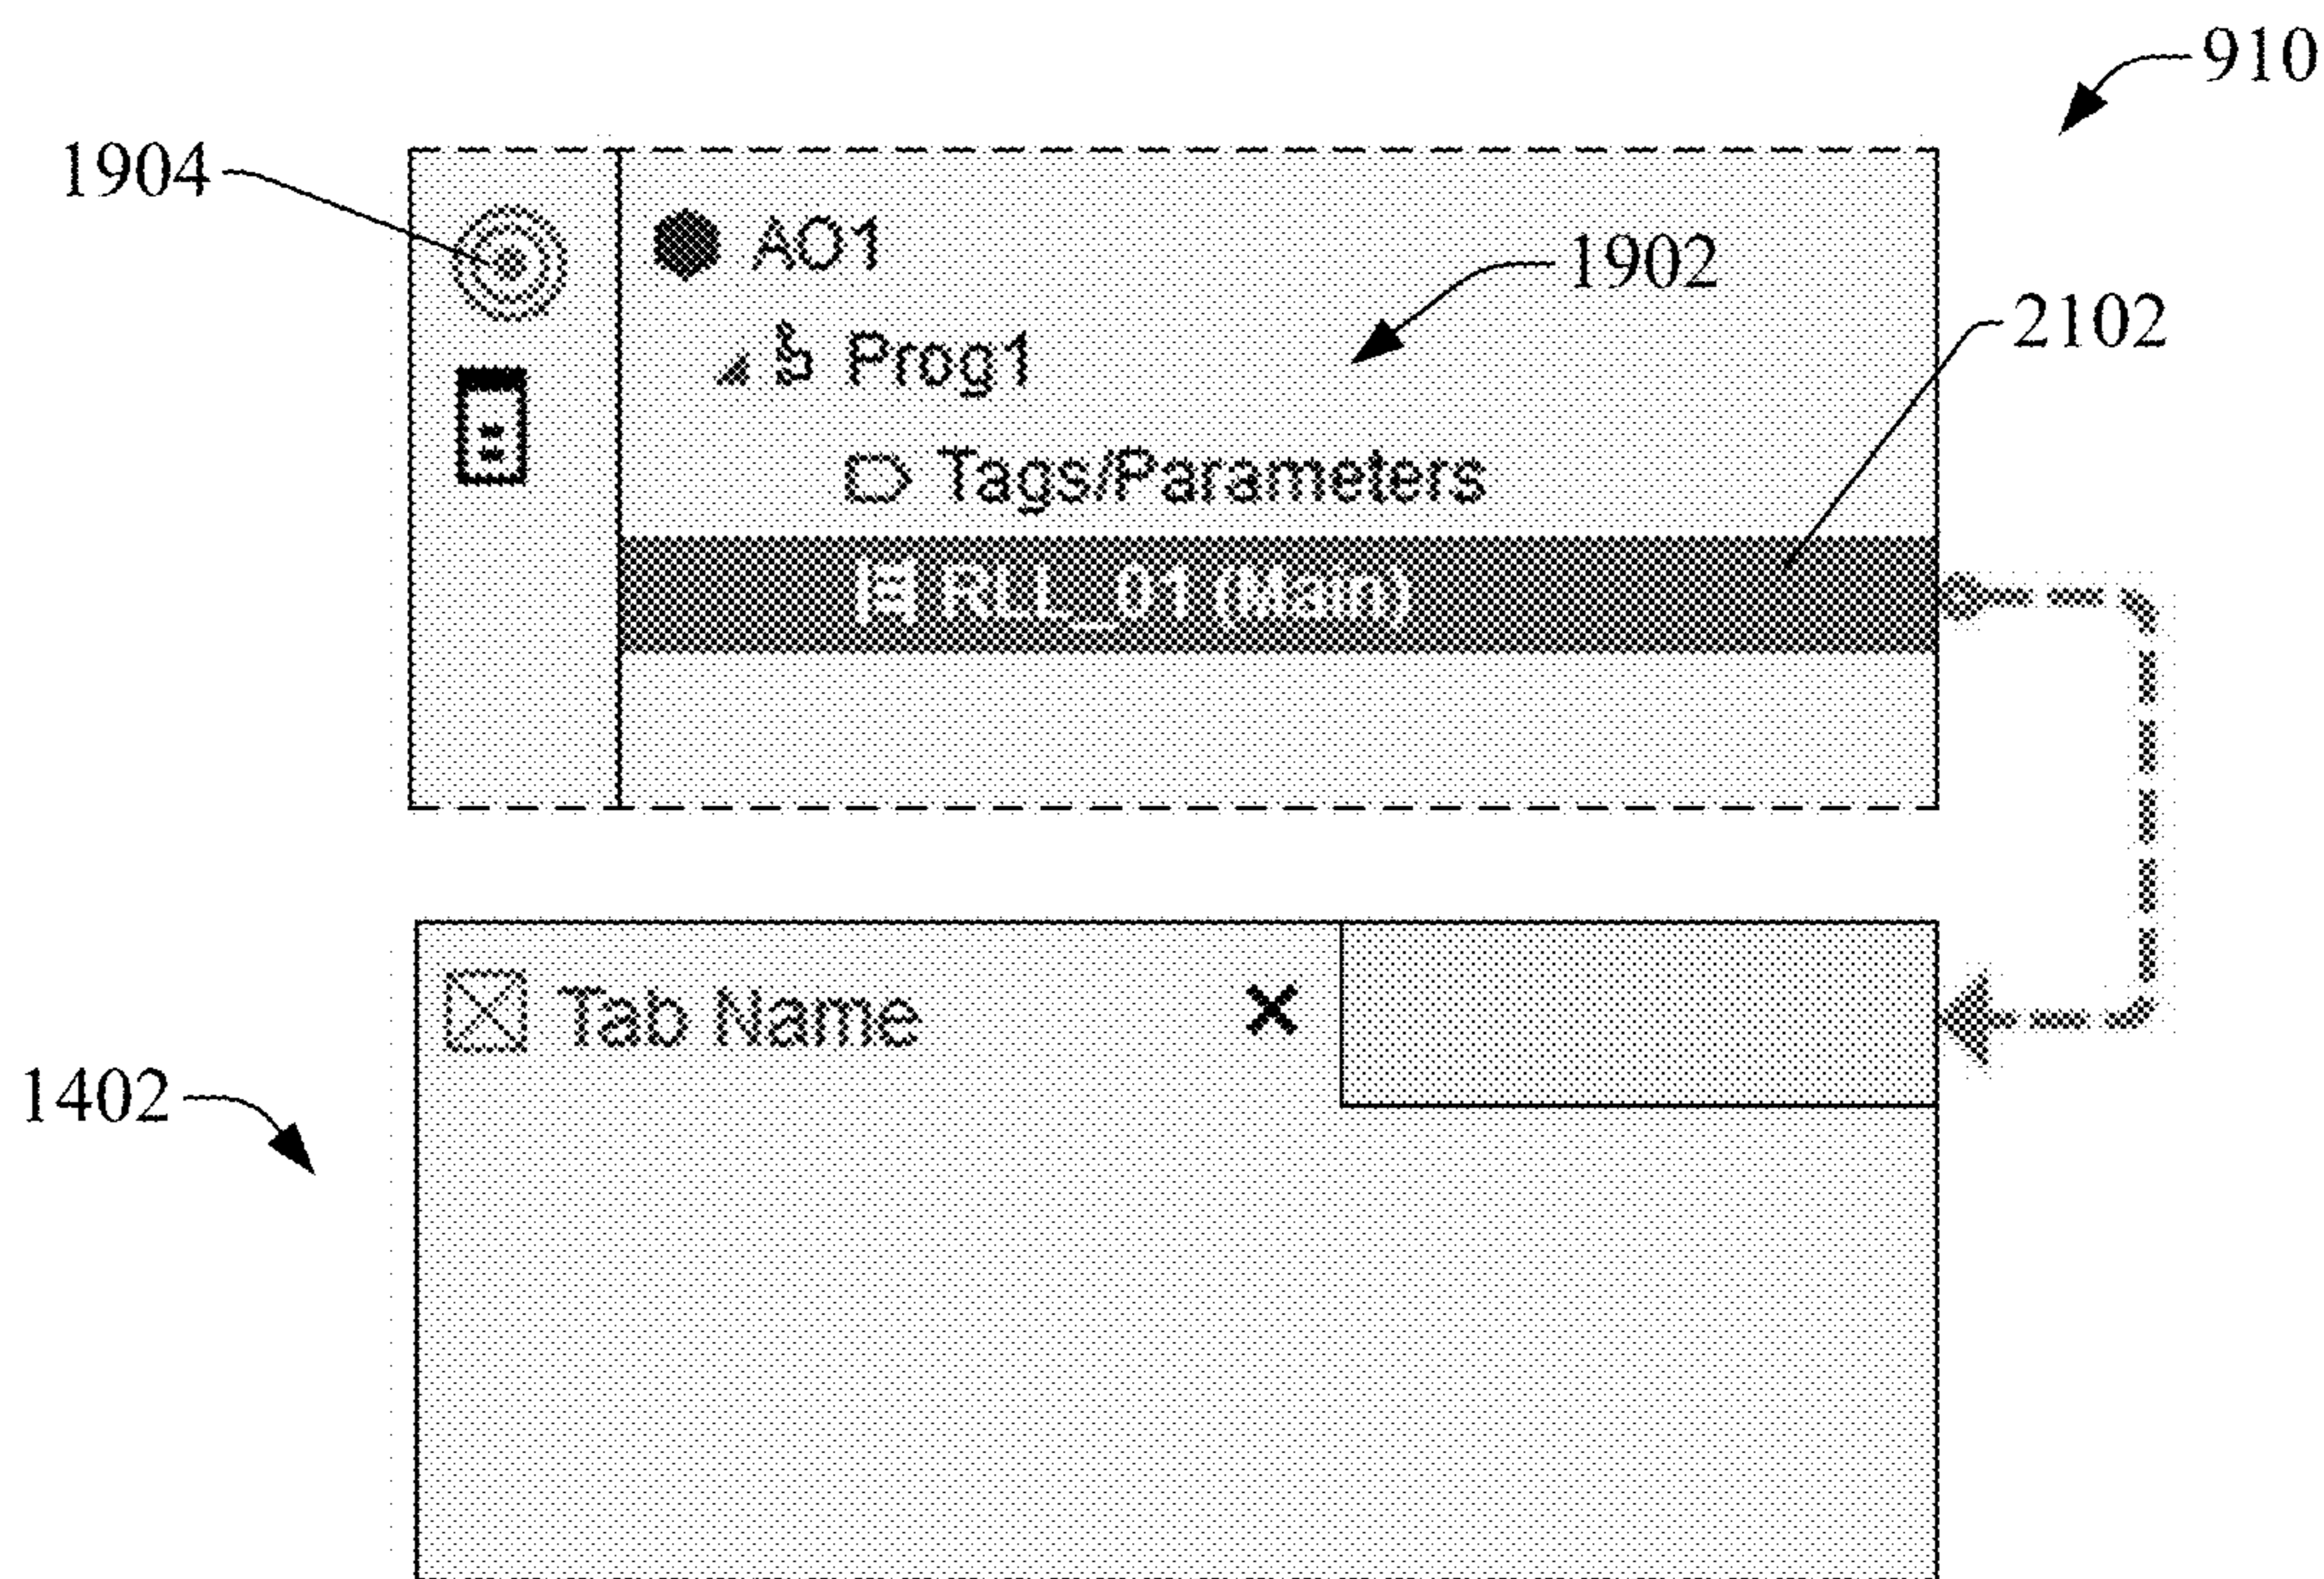 910
1904
AO1
1902
Prog1
2102
Tags/Parameters
RLL_01 (Main)
Tab Name
1402